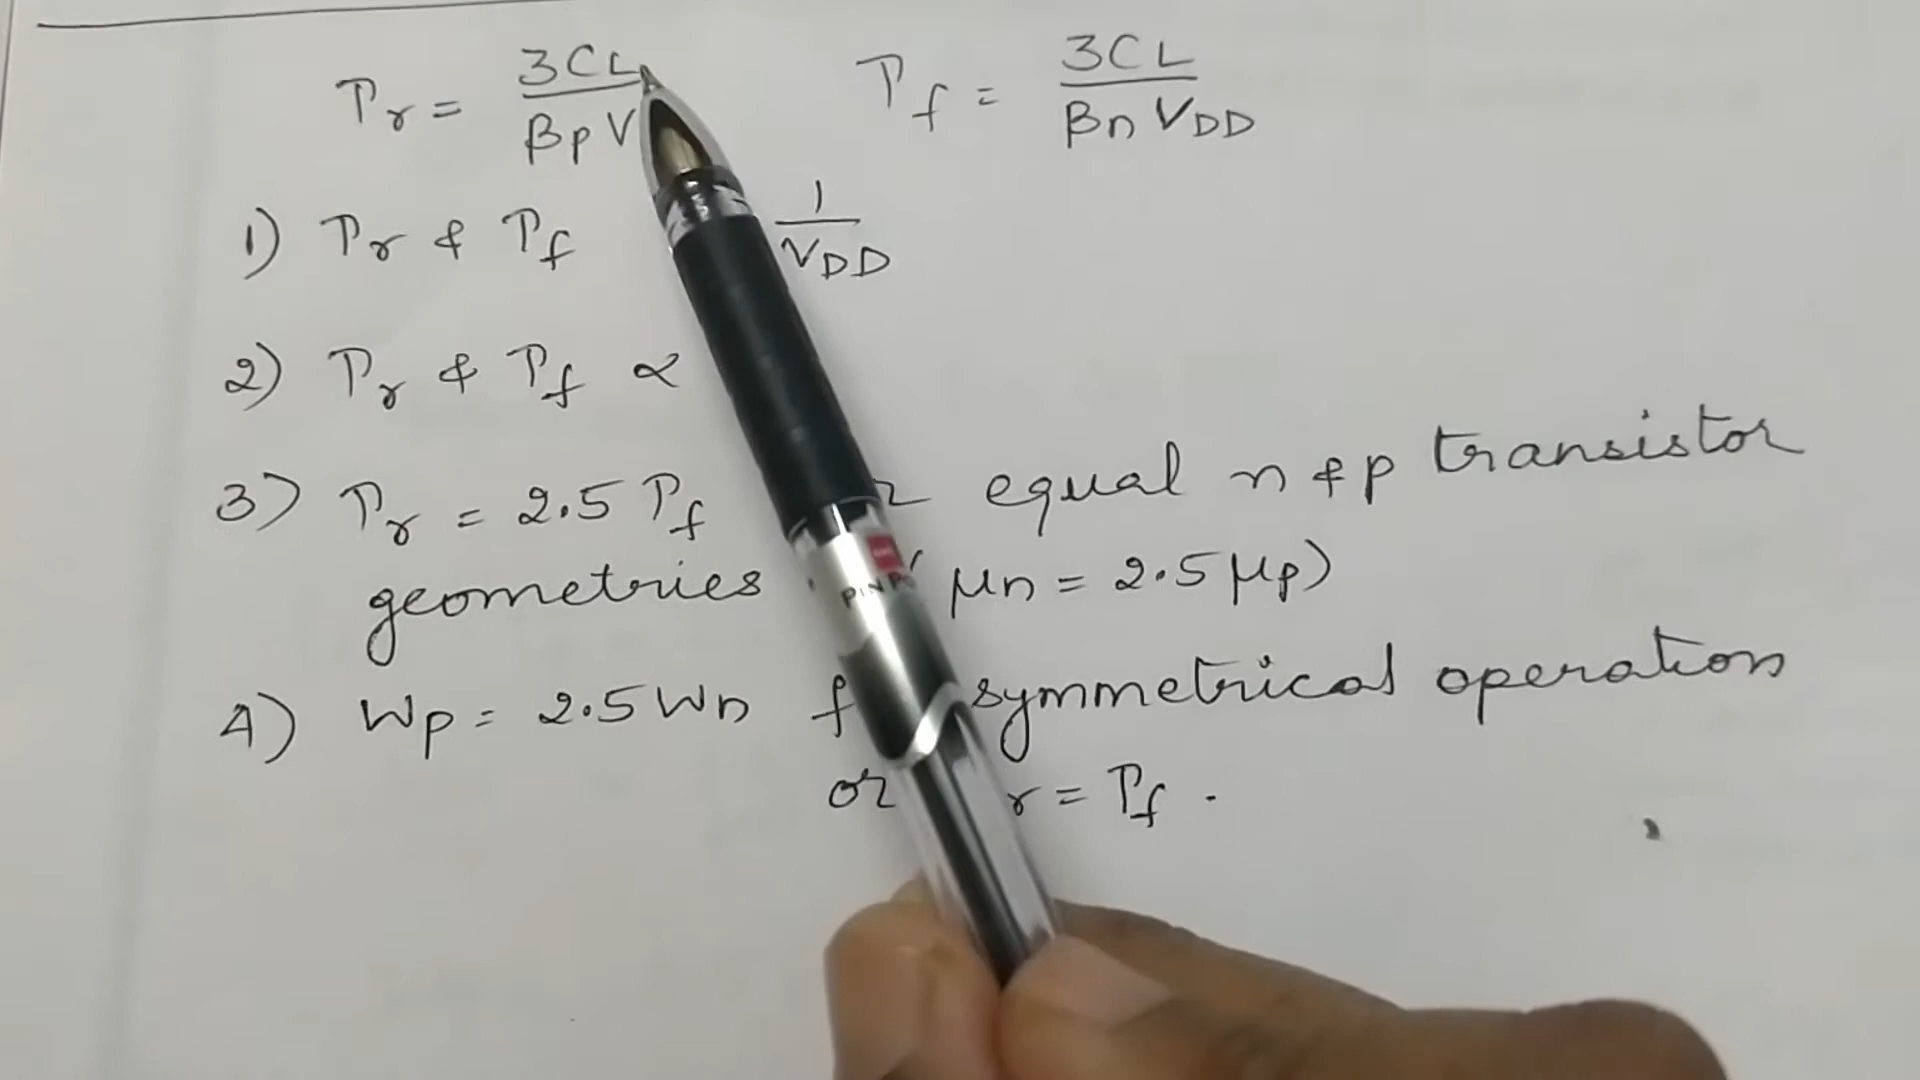 Tr = 3CL / βp V Tf = 3CL / βn VDD
1) Tr & Tf 1 / VDD
2) Tr & Tf ∝
3) Tr = 2.5 Tf equal n & p transistor
geometries μn = 2.5 μp)
4) Wp = 2.5 Wn symmetrical operation
or r = Tf .